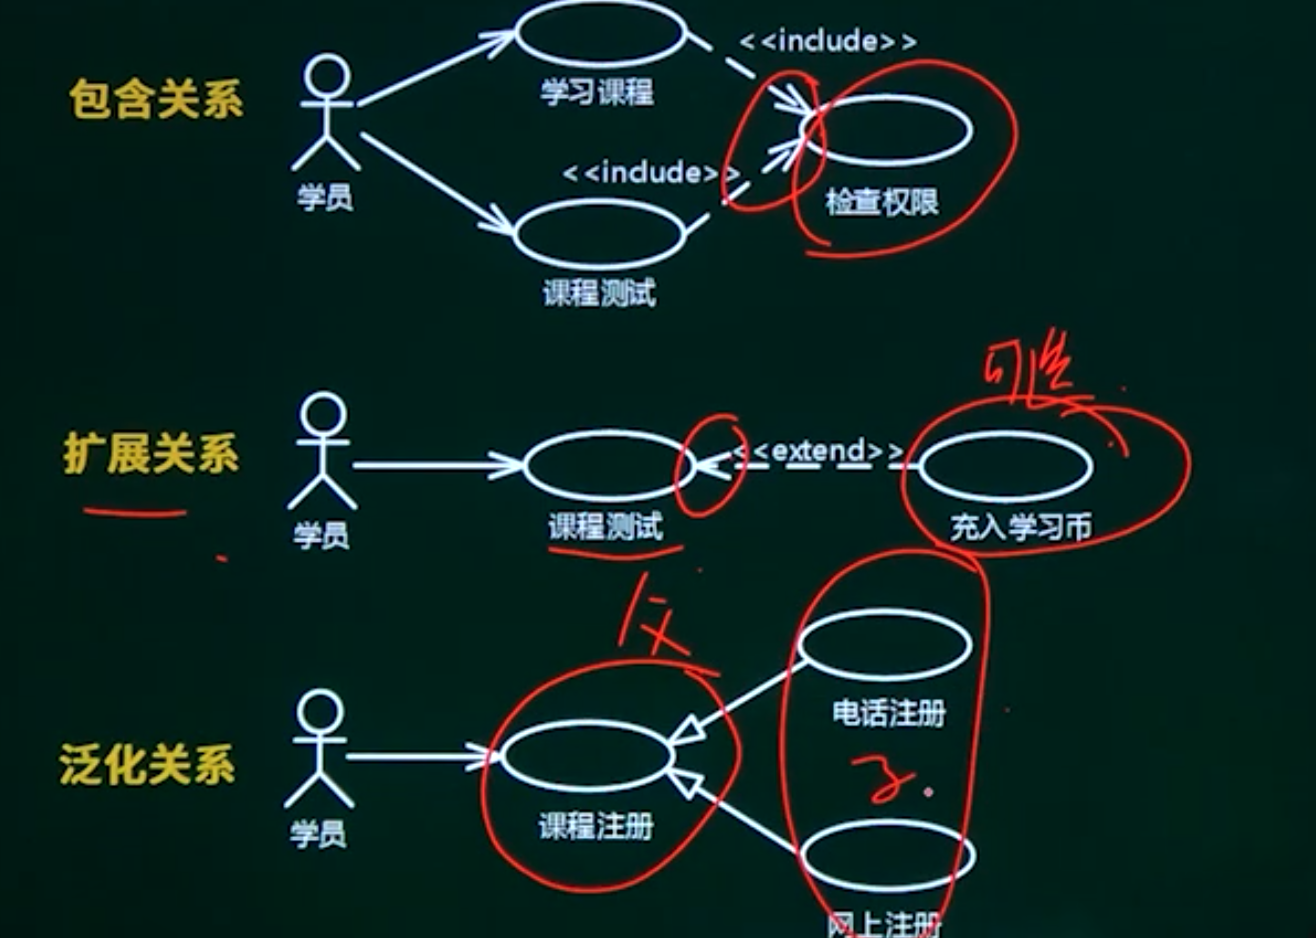 <<include>>
学习课程
包含关系
<<include>>
学员
检查权限
课程测试
可选
扩展关系
<<extend>>
学员
课程测试
充入学习币
父
电话注册
泛化关系
子
学员
课程注册
网上注册